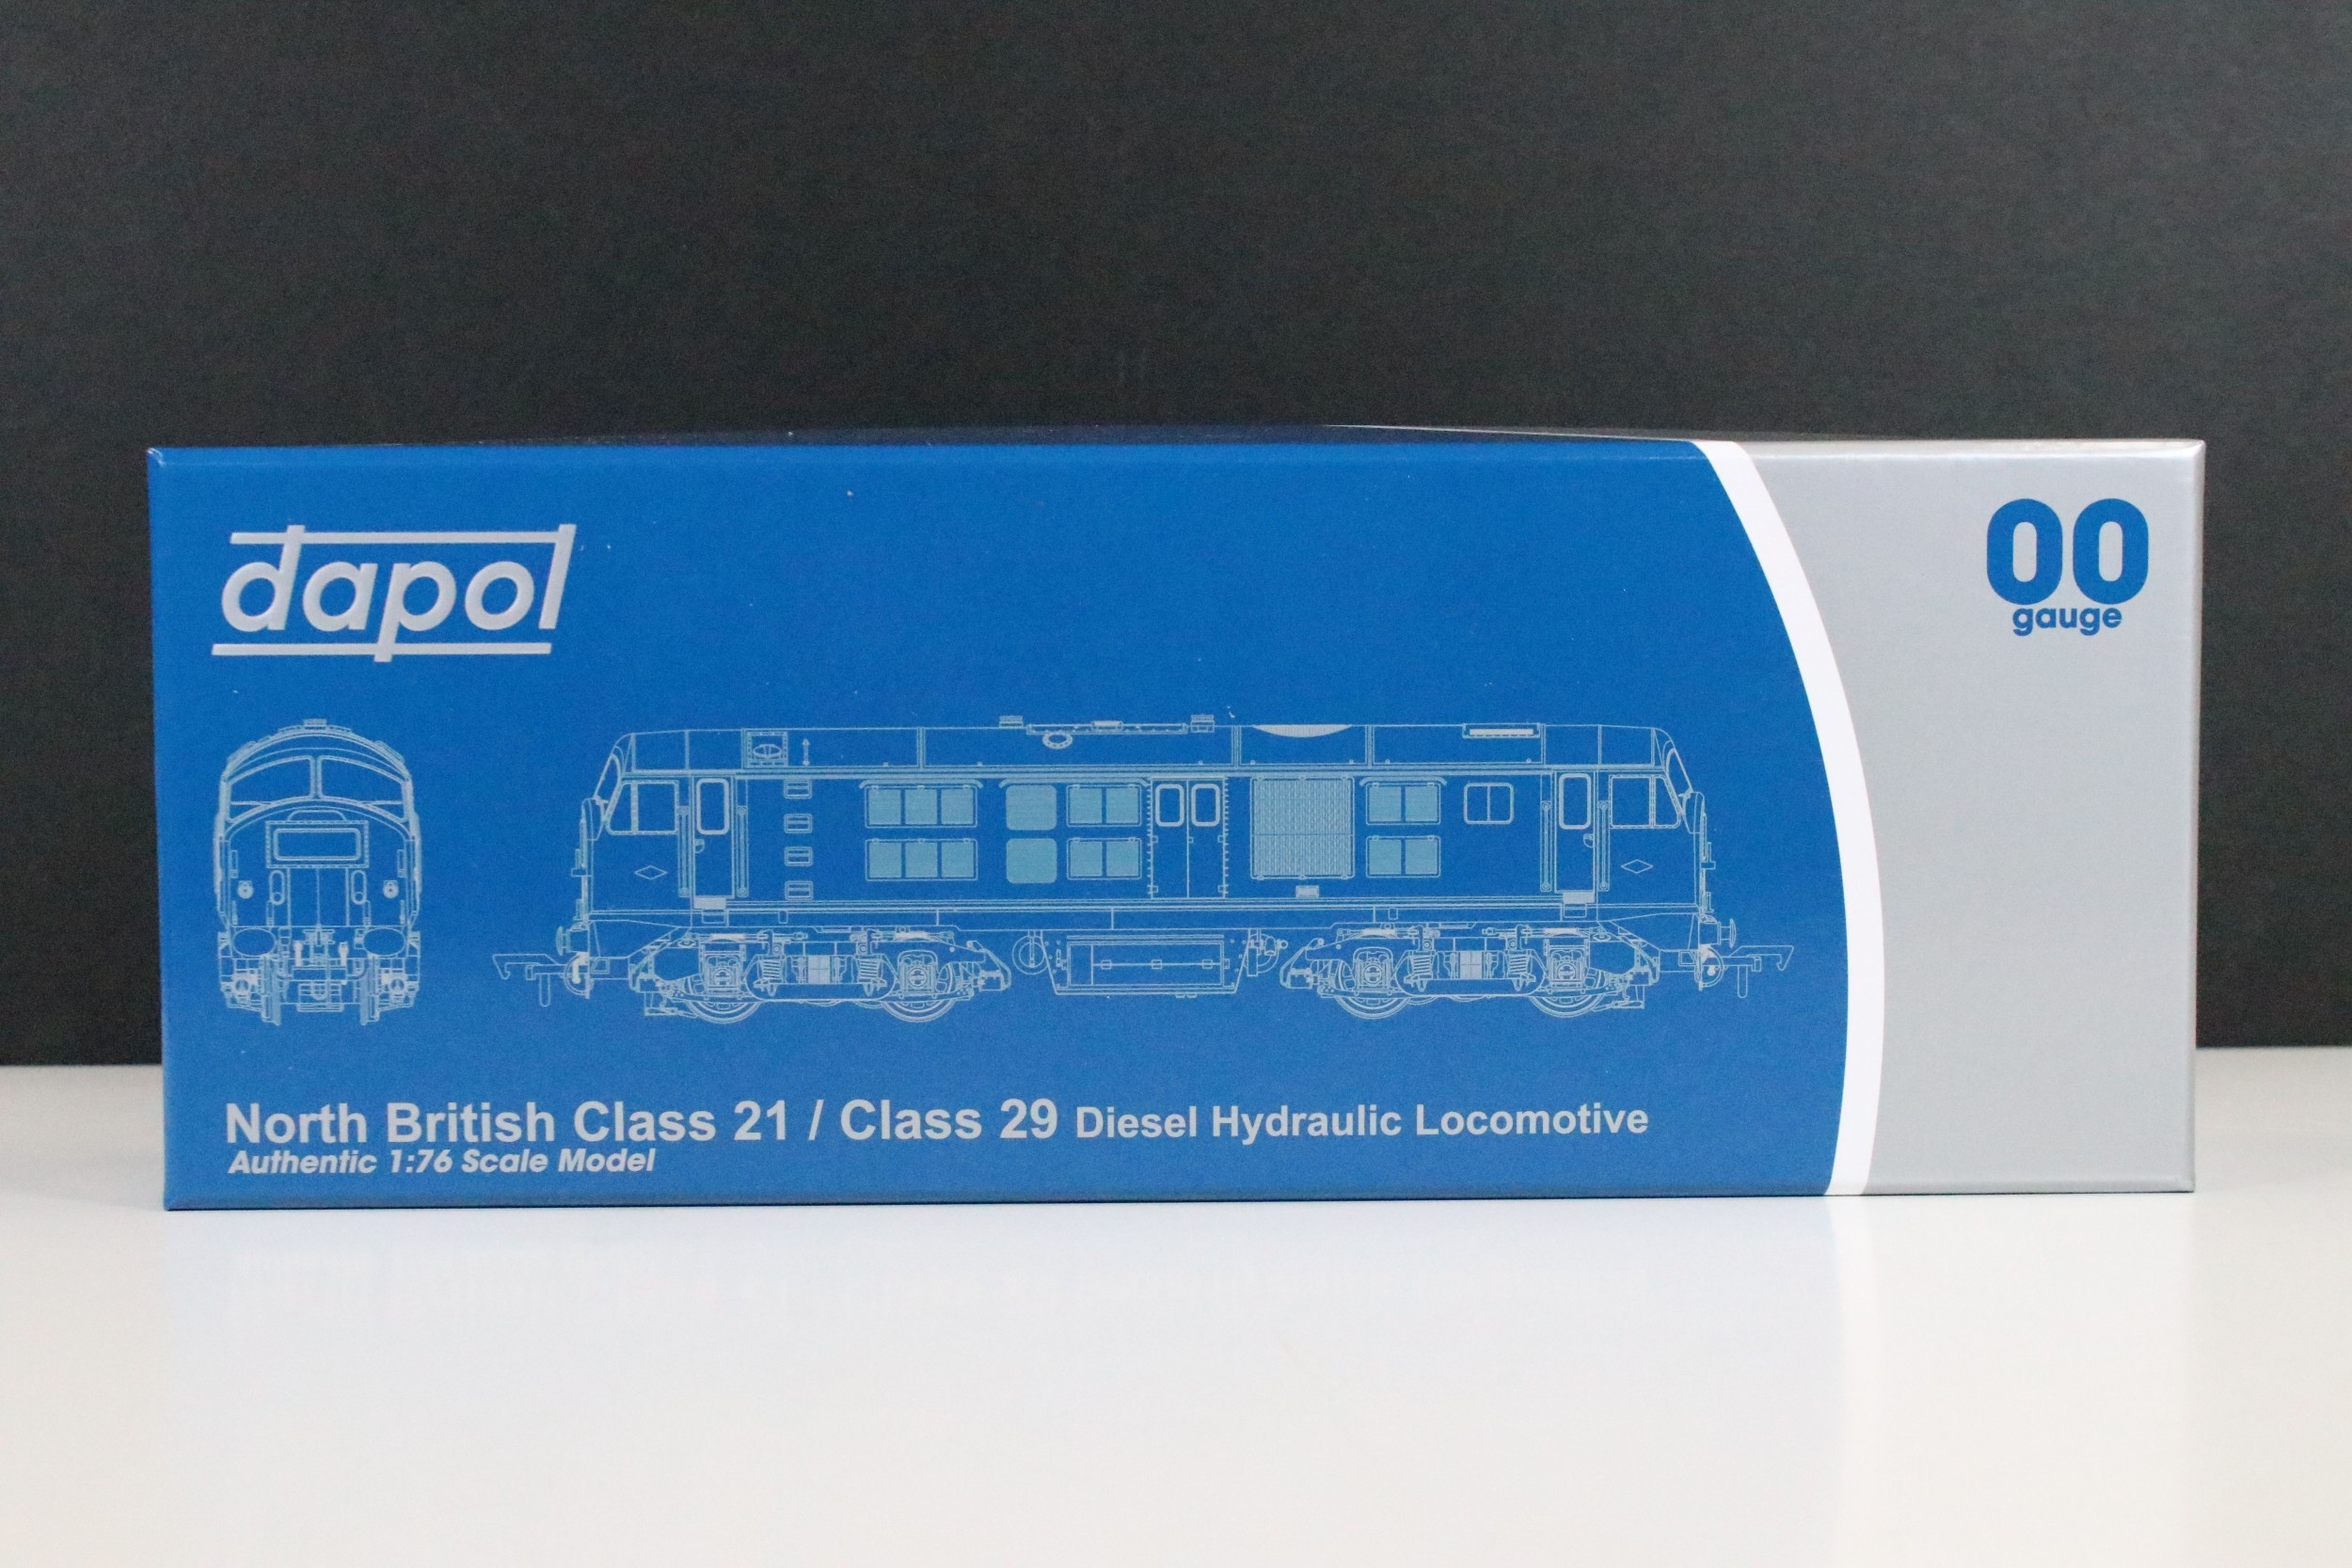 dapol
00
gauge
North British Class 21 / Class 29 Diesel Hydraulic Locomotive
Authentic 1:76 Scale Model